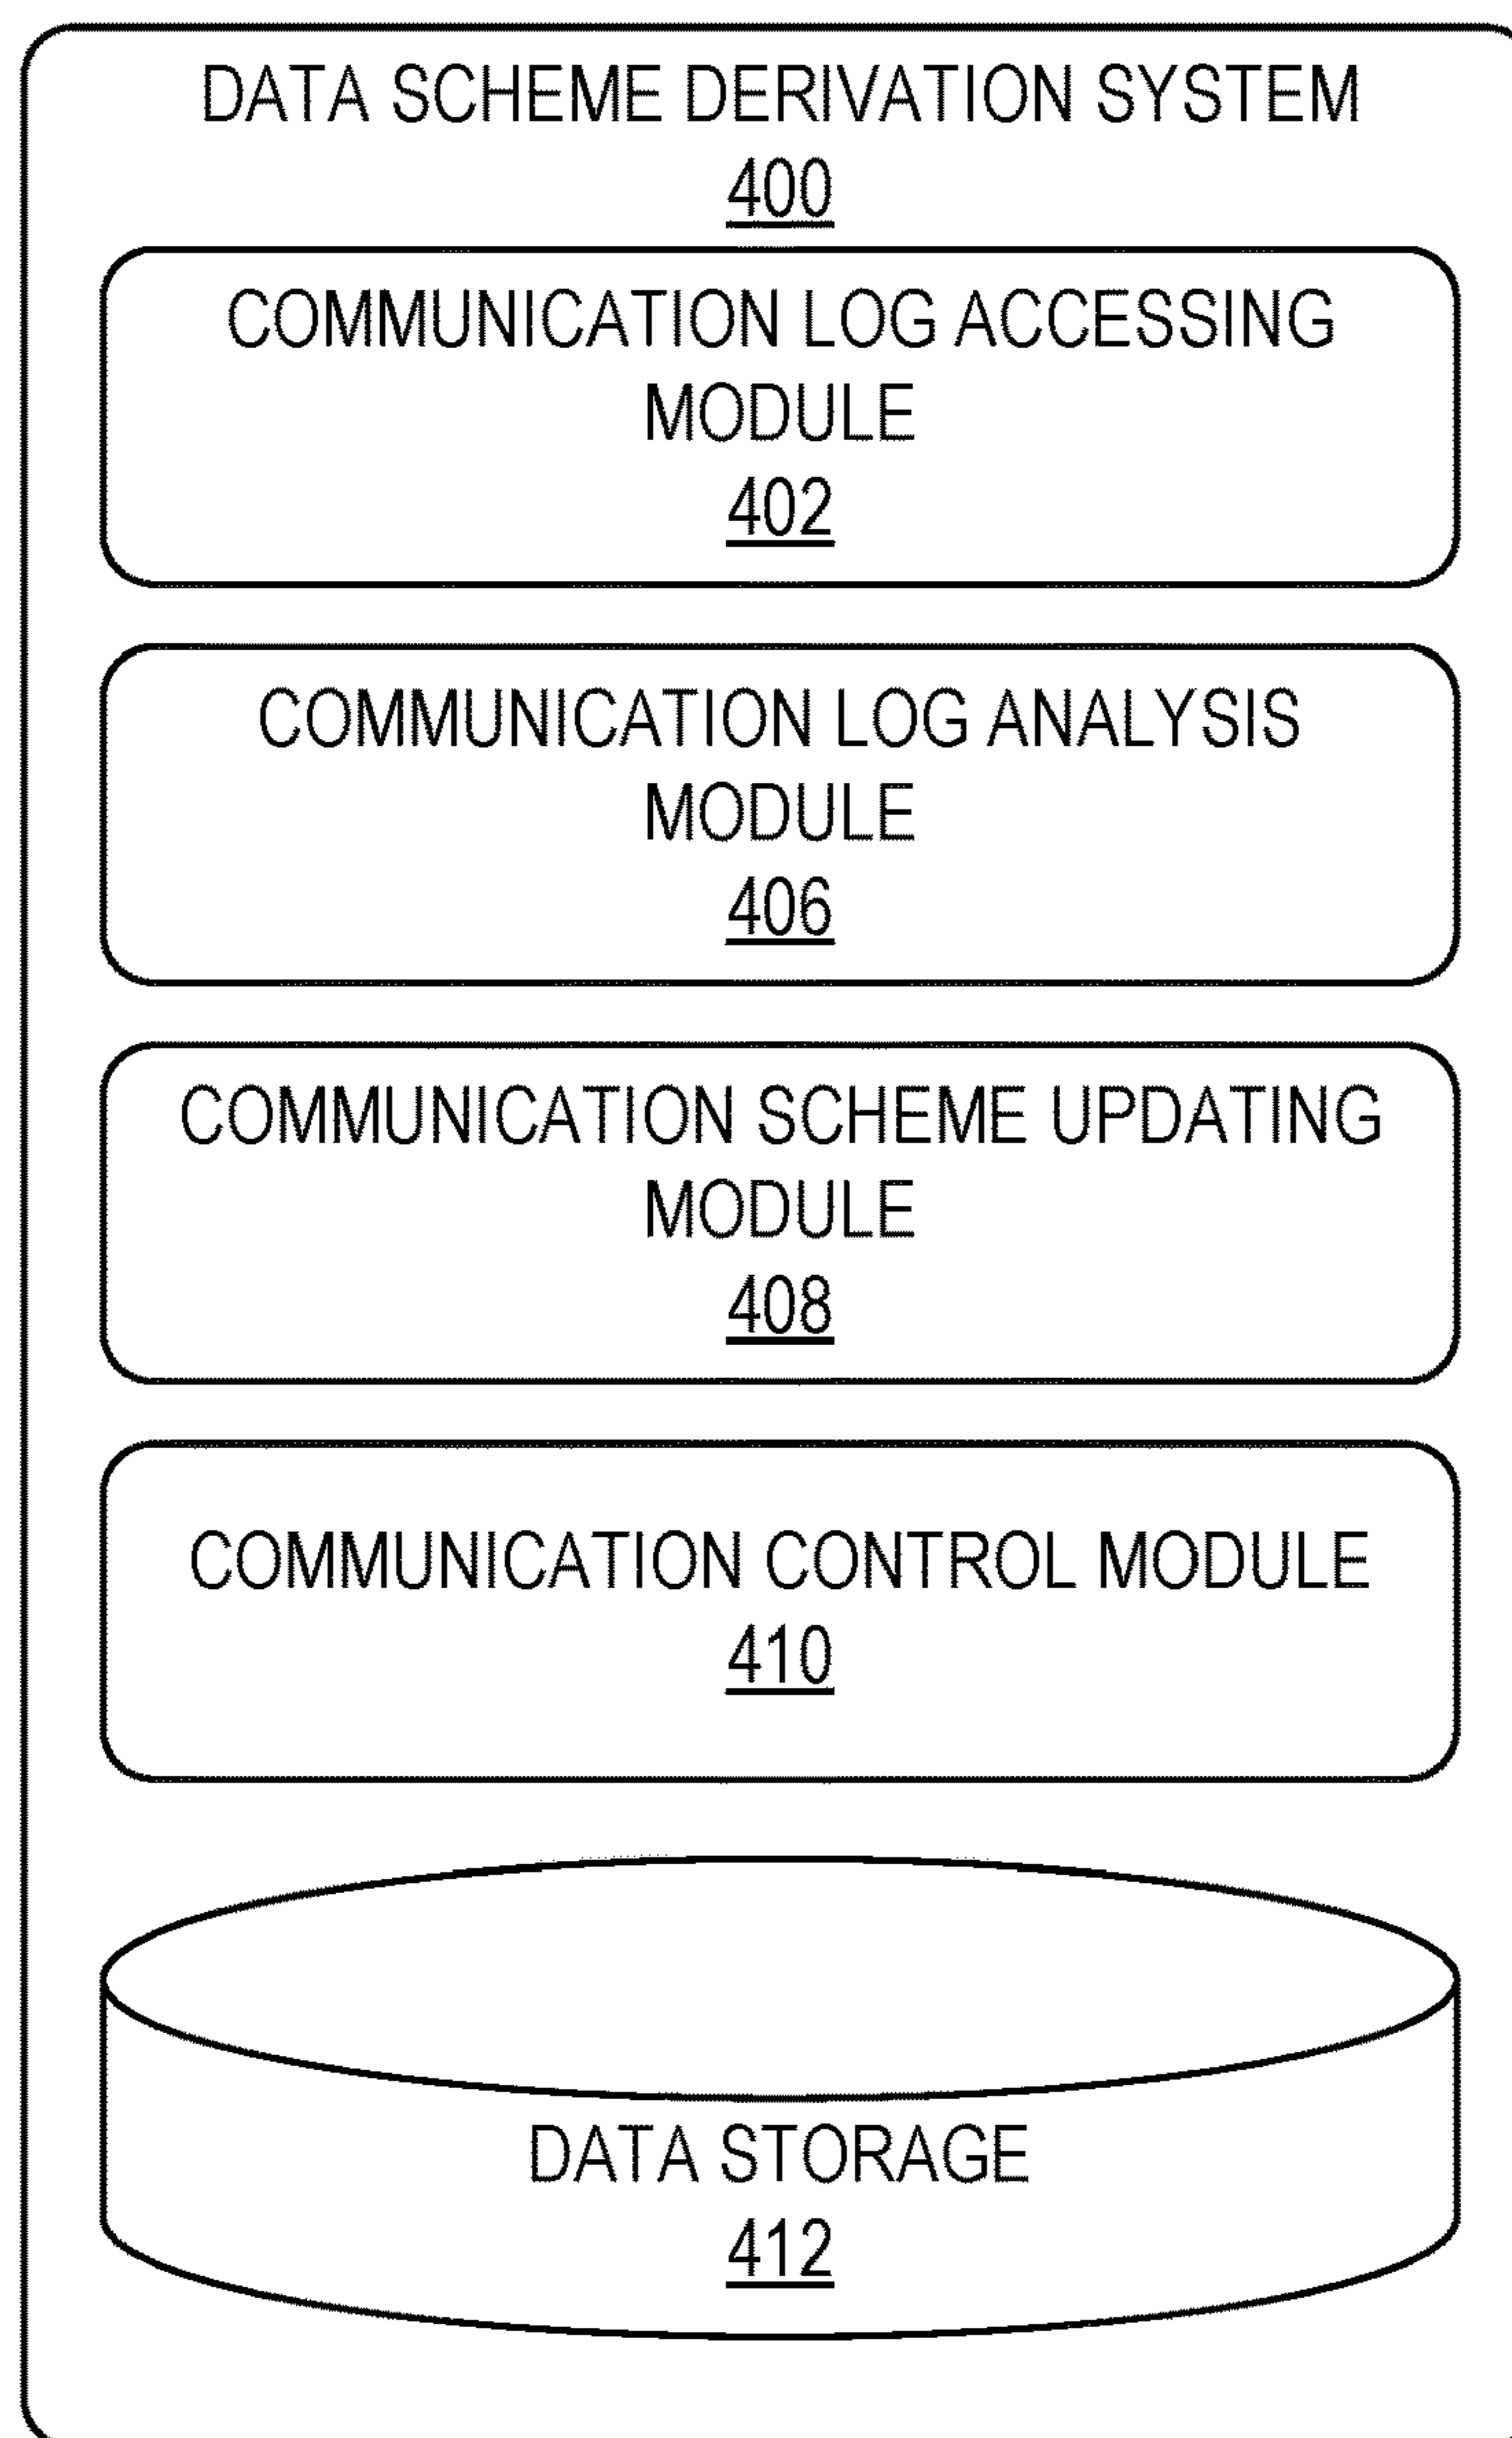 DATA SCHEME DERIVATION SYSTEM
400
COMMUNICATION LOG ACCESSING
MODULE
402
COMMUNICATION LOG ANALYSIS
MODULE
406
COMMUNICATION SCHEME UPDATING
MODULE
408
COMMUNICATION CONTROL MODULE
410
DATA STORAGE
412